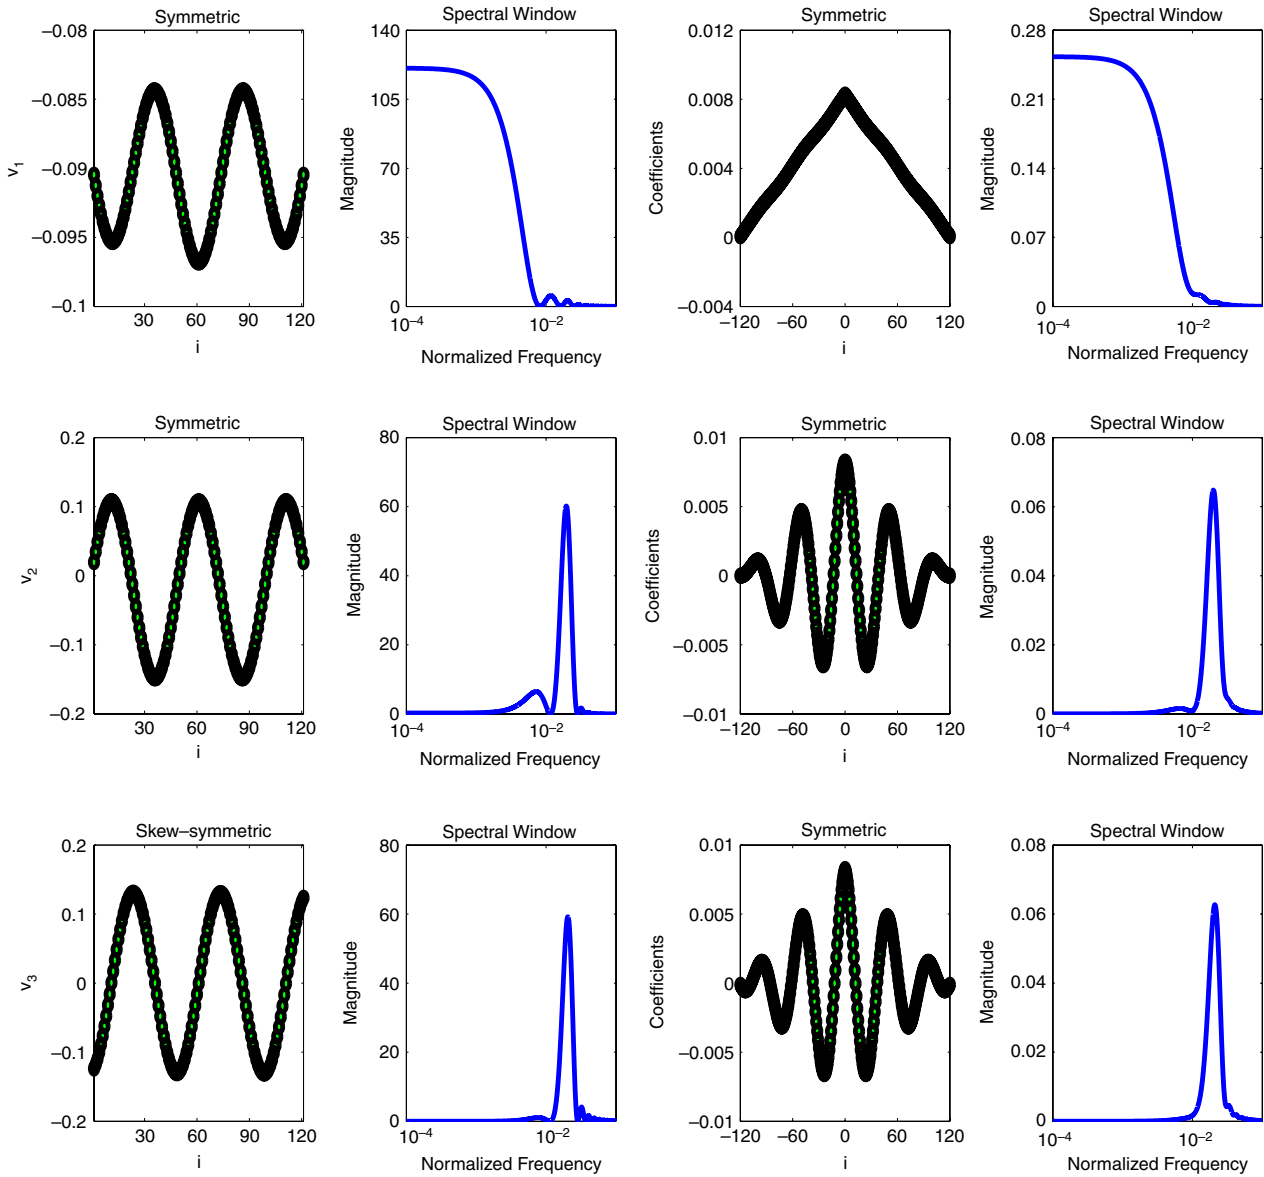 Symmetric
−0.08
−0.085
−0.09
−0.095
−0.1
v1
30 60 90 120
i
Spectral Window
140
105
70
35
0
Magnitude
10−4 10−2
Normalized Frequency
Symmetric
0.012
0.008
0.004
0
−0.004
Coefficients
−120 −60 0 60 120
i
Spectral Window
0.28
0.21
0.14
0.07
0
Magnitude
10−4 10−2
Normalized Frequency
Symmetric
0.2
0.1
0
−0.1
−0.2
v2
30 60 90 120
i
Spectral Window
80
60
40
20
0
Magnitude
10−4 10−2
Normalized Frequency
Symmetric
0.01
0.005
0
−0.005
−0.01
Coefficients
−120 −60 0 60 120
i
Spectral Window
0.08
0.06
0.04
0.02
0
Magnitude
10−4 10−2
Normalized Frequency
Skew−symmetric
0.2
0.1
0
−0.1
−0.2
v3
30 60 90 120
i
Spectral Window
80
60
40
20
0
Magnitude
10−4 10−2
Normalized Frequency
Symmetric
0.01
0.005
0
−0.005
−0.01
Coefficients
−120 −60 0 60 120
i
Spectral Window
0.08
0.06
0.04
0.02
0
Magnitude
10−4 10−2
Normalized Frequency